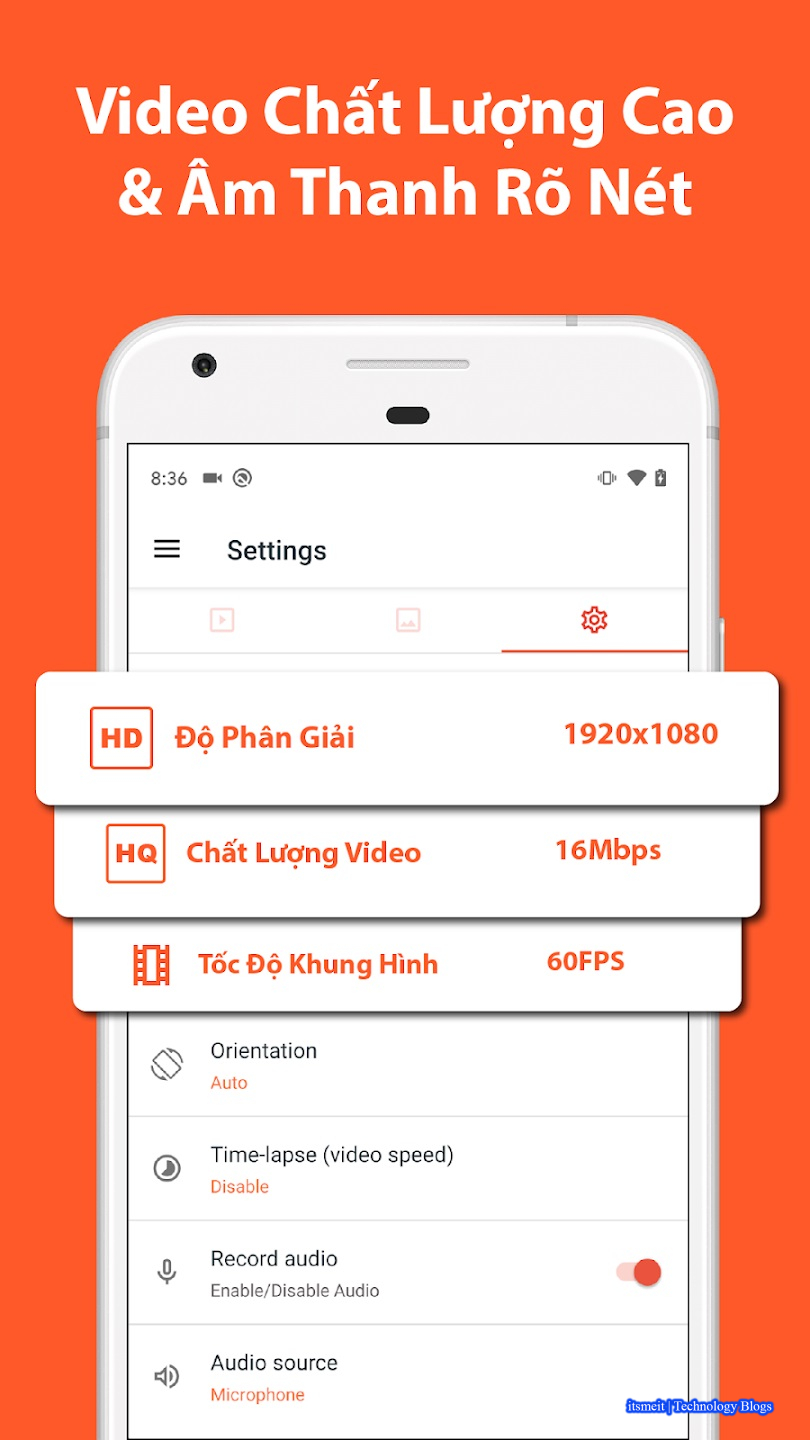 Video Chất Lượng Cao
& Âm Thanh Rõ Nét
8:36
Settings
HD Độ Phân Giải 1920x1080
HQ Chất Lượng Video 16Mbps
Tốc Độ Khung Hình 60FPS
Orientation
Auto
Time-lapse (video speed)
Disable
Record audio
Enable/Disable Audio
Audio source
Microphone
itsmeit | Technology Blogs